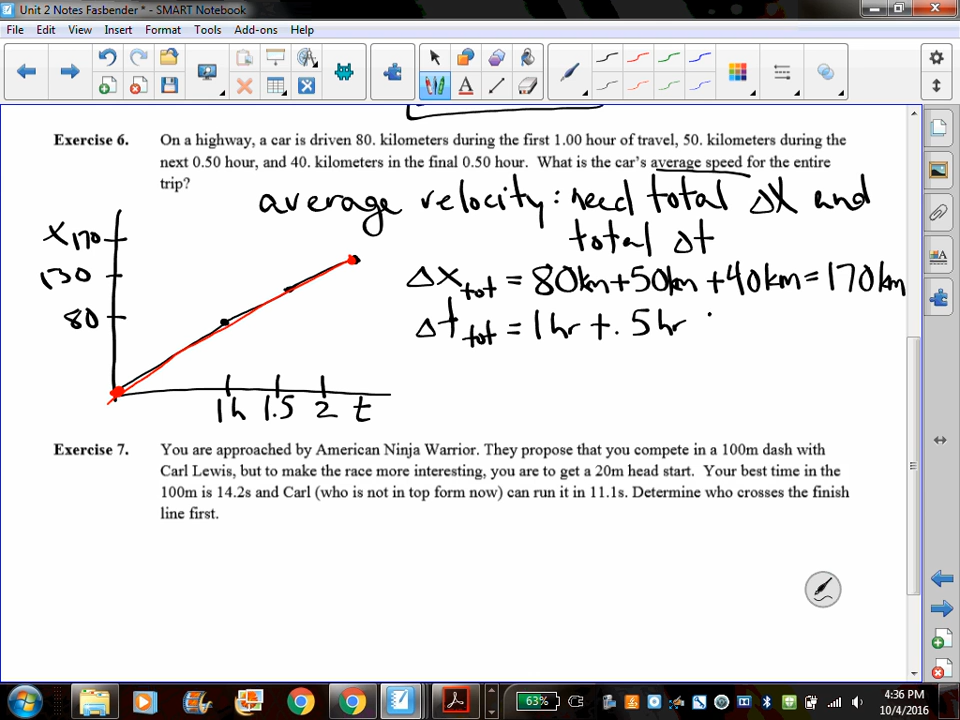 Unit 2 Notes Fasbender * - SMART Notebook
File Edit View Insert Format Tools Add-ons Help
Exercise 6. On a highway, a car is driven 80. kilometers during the first 1.00 hour of travel, 50. kilometers during the
next 0.50 hour, and 40. kilometers in the final 0.50 hour. What is the car's average speed for the entire
trip?
average velocity: need total Δx and
total Δt
x 170
130
80
1h 1.5 2 t
Δx tot = 80km+50km+40km=170km
Δt tot = 1hr +.5hr
Exercise 7. You are approached by American Ninja Warrior. They propose that you compete in a 100m dash with
Carl Lewis, but to make the race more interesting, you are to get a 20m head start. Your best time in the
100m is 14.2s and Carl (who is not in top form now) can run it in 11.1s. Determine who crosses the finish
line first.
63%
4:36 PM
10/4/2016